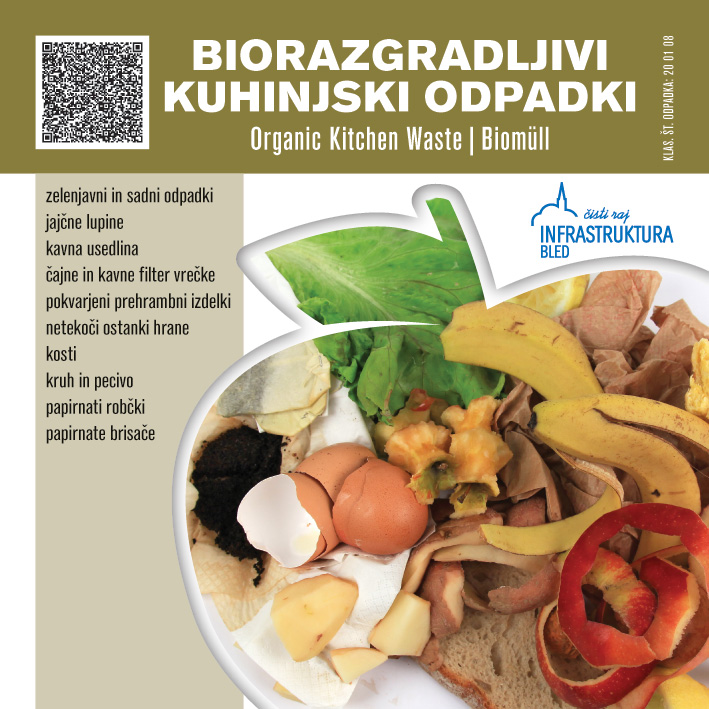 BIORAZGRADLJIVI
KUHINJSKI ODPADKI
Organic Kitchen Waste | Biomüll
KLAS. ŠT. ODPADKA: 20 01 08
zelenjavni in sadni odpadki
jajčne lupine
kavna usedlina
čajne in kavne filter vrečke
pokvarjeni prehrambni izdelki
netekoči ostanki hrane
kosti
kruh in pecivo
papirnati robčki
papirnate brisače
čisti raj
INFRASTRUKTURA
BLED